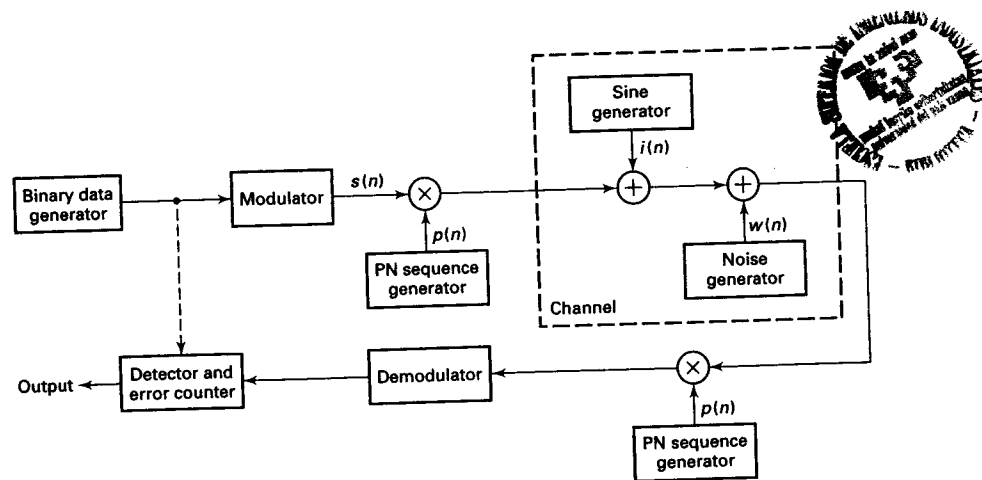 Sine
generator
i(n)
Binary data
generator
Modulator
s(n)
×
+
+
p(n)
w(n)
PN sequence
generator
Noise
generator
Channel
Output
Detector and
error counter
Demodulator
×
p(n)
PN sequence
generator